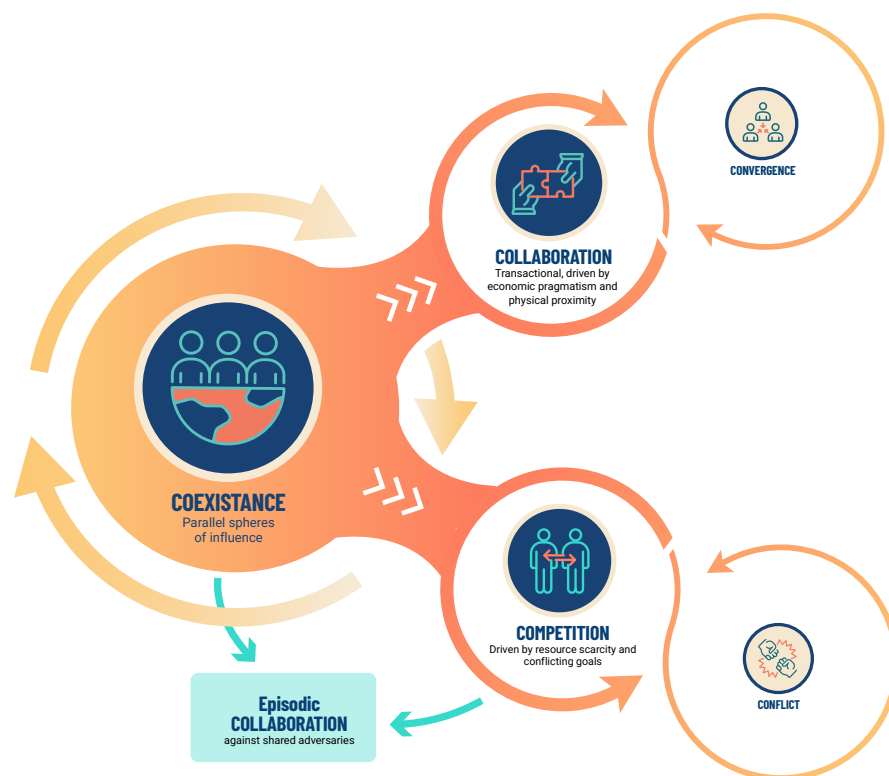 CONVERGENCE
COLLABORATION
Transactional, driven by
economic pragmatism and
physical proximity
COEXISTANCE
Parallel spheres
of influence
COMPETITION
Driven by resource scarcity and
conflicting goals
CONFLICT
Episodic
COLLABORATION
against shared adversaries